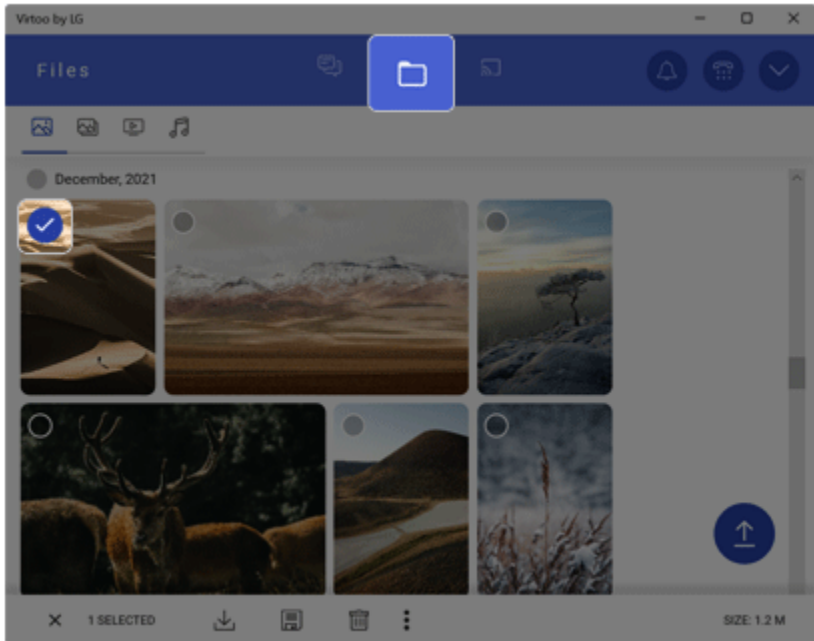 Virtoo by LG
Files
December, 2021
1 SELECTED
SIZE: 1.2 M